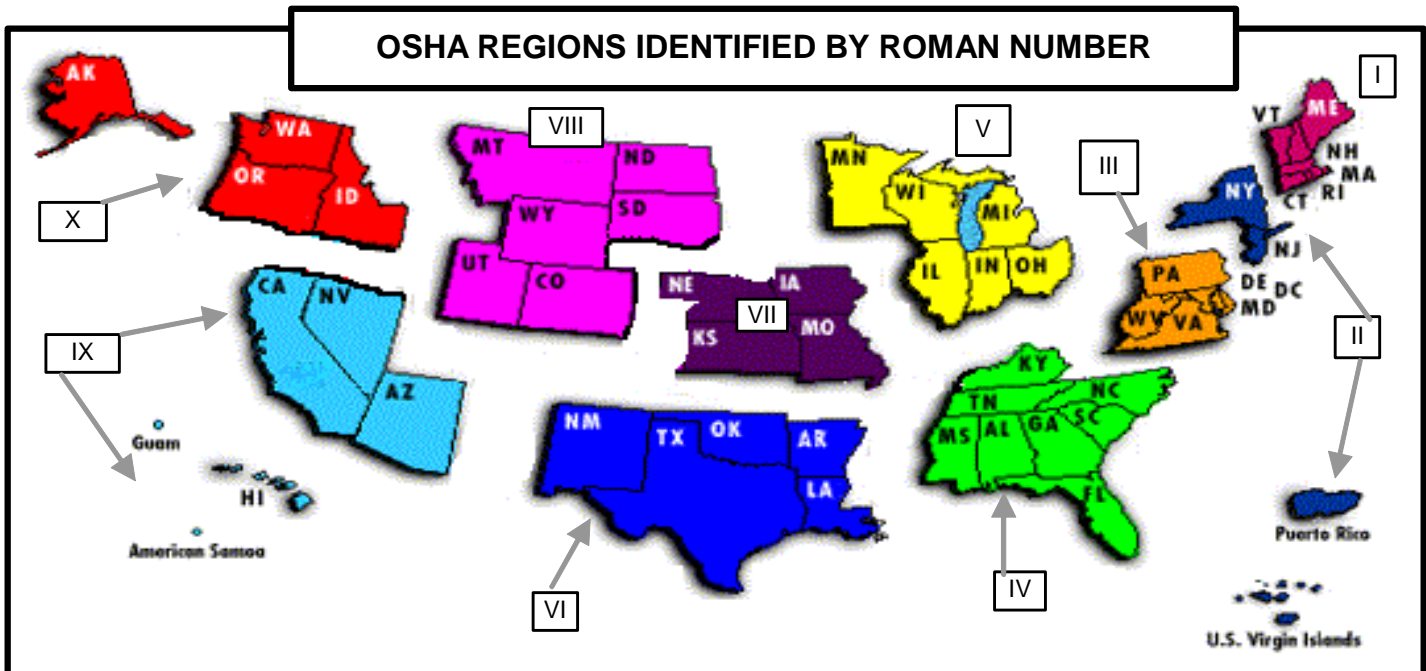 OSHA REGIONS IDENTIFIED BY ROMAN NUMBER
AK
WA
OR
ID
X
VIII
MT
ND
WY
SD
UT
CO
V
MN
WI
MI
IL
IN
OH
I
VT
ME
NH
MA
RI
CT
III
NY
NJ
PA
DE
DC
MD
WV
VA
II
CA
NV
AZ
IX
Guam
HI
American Samoa
NE
IA
VII
KS
MO
NM
TX
OK
AR
LA
VI
KY
TN
NC
SC
MS
AL
GA
FL
IV
Puerto Rico
U.S. Virgin Islands